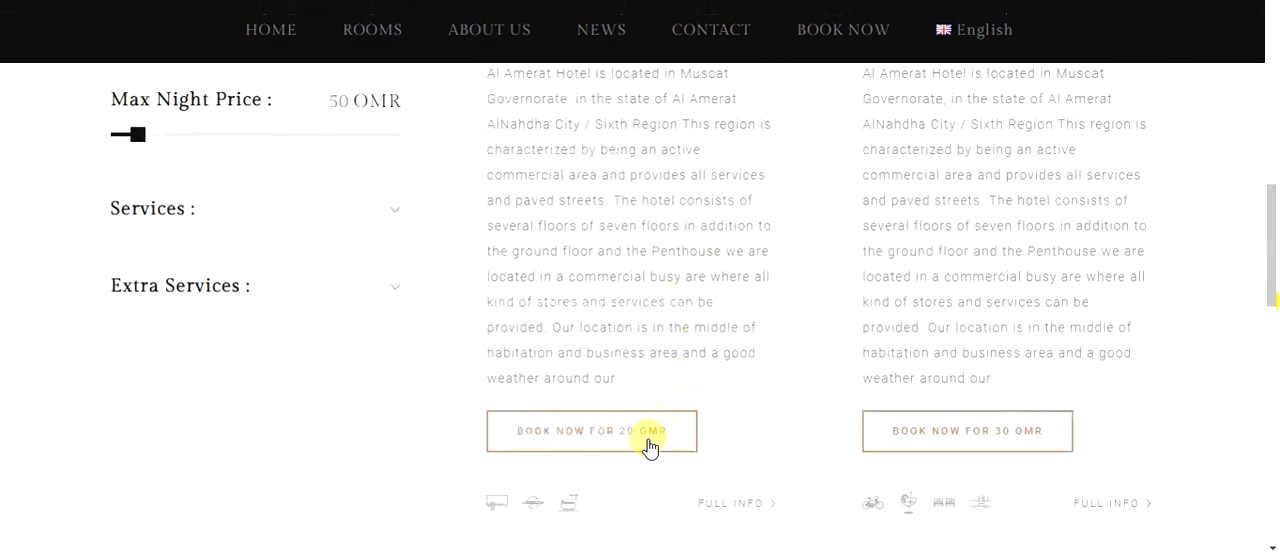 HOME ROOMS ABOUT US NEWS CONTACT BOOK NOW English
Max Night Price : 50 OMR
Services :
Extra Services :
Al Amerat Hotel is located in Muscat
Governorate in the state of Al Amerat
AlNahdha City / Sixth Region This region is
characterized by being an active
commercial area and provides all services
and paved streets. The hotel consists of
several floors of seven floors in addition to
the ground floor and the Penthouse we are
located in a commercial busy are where all
kind of stores and services can be
provided. Our location is in the middle of
habitation and business area and a good
weather around our
BOOK NOW FOR 20 OMR
FULL INFO >
Al Amerat Hotel is located in Muscat
Governorate, in the state of Al Amerat
AlNahdha City / Sixth Region This region is
characterized by being an active
commercial area and provides all services
and paved streets. The hotel consists of
several floors of seven floors in addition to
the ground floor and the Penthouse we are
located in a commercial busy are where all
kind of stores and services can be
provided. Our location is in the middle of
habitation and business area and a good
weather around our
BOOK NOW FOR 30 OMR
FULL INFO >